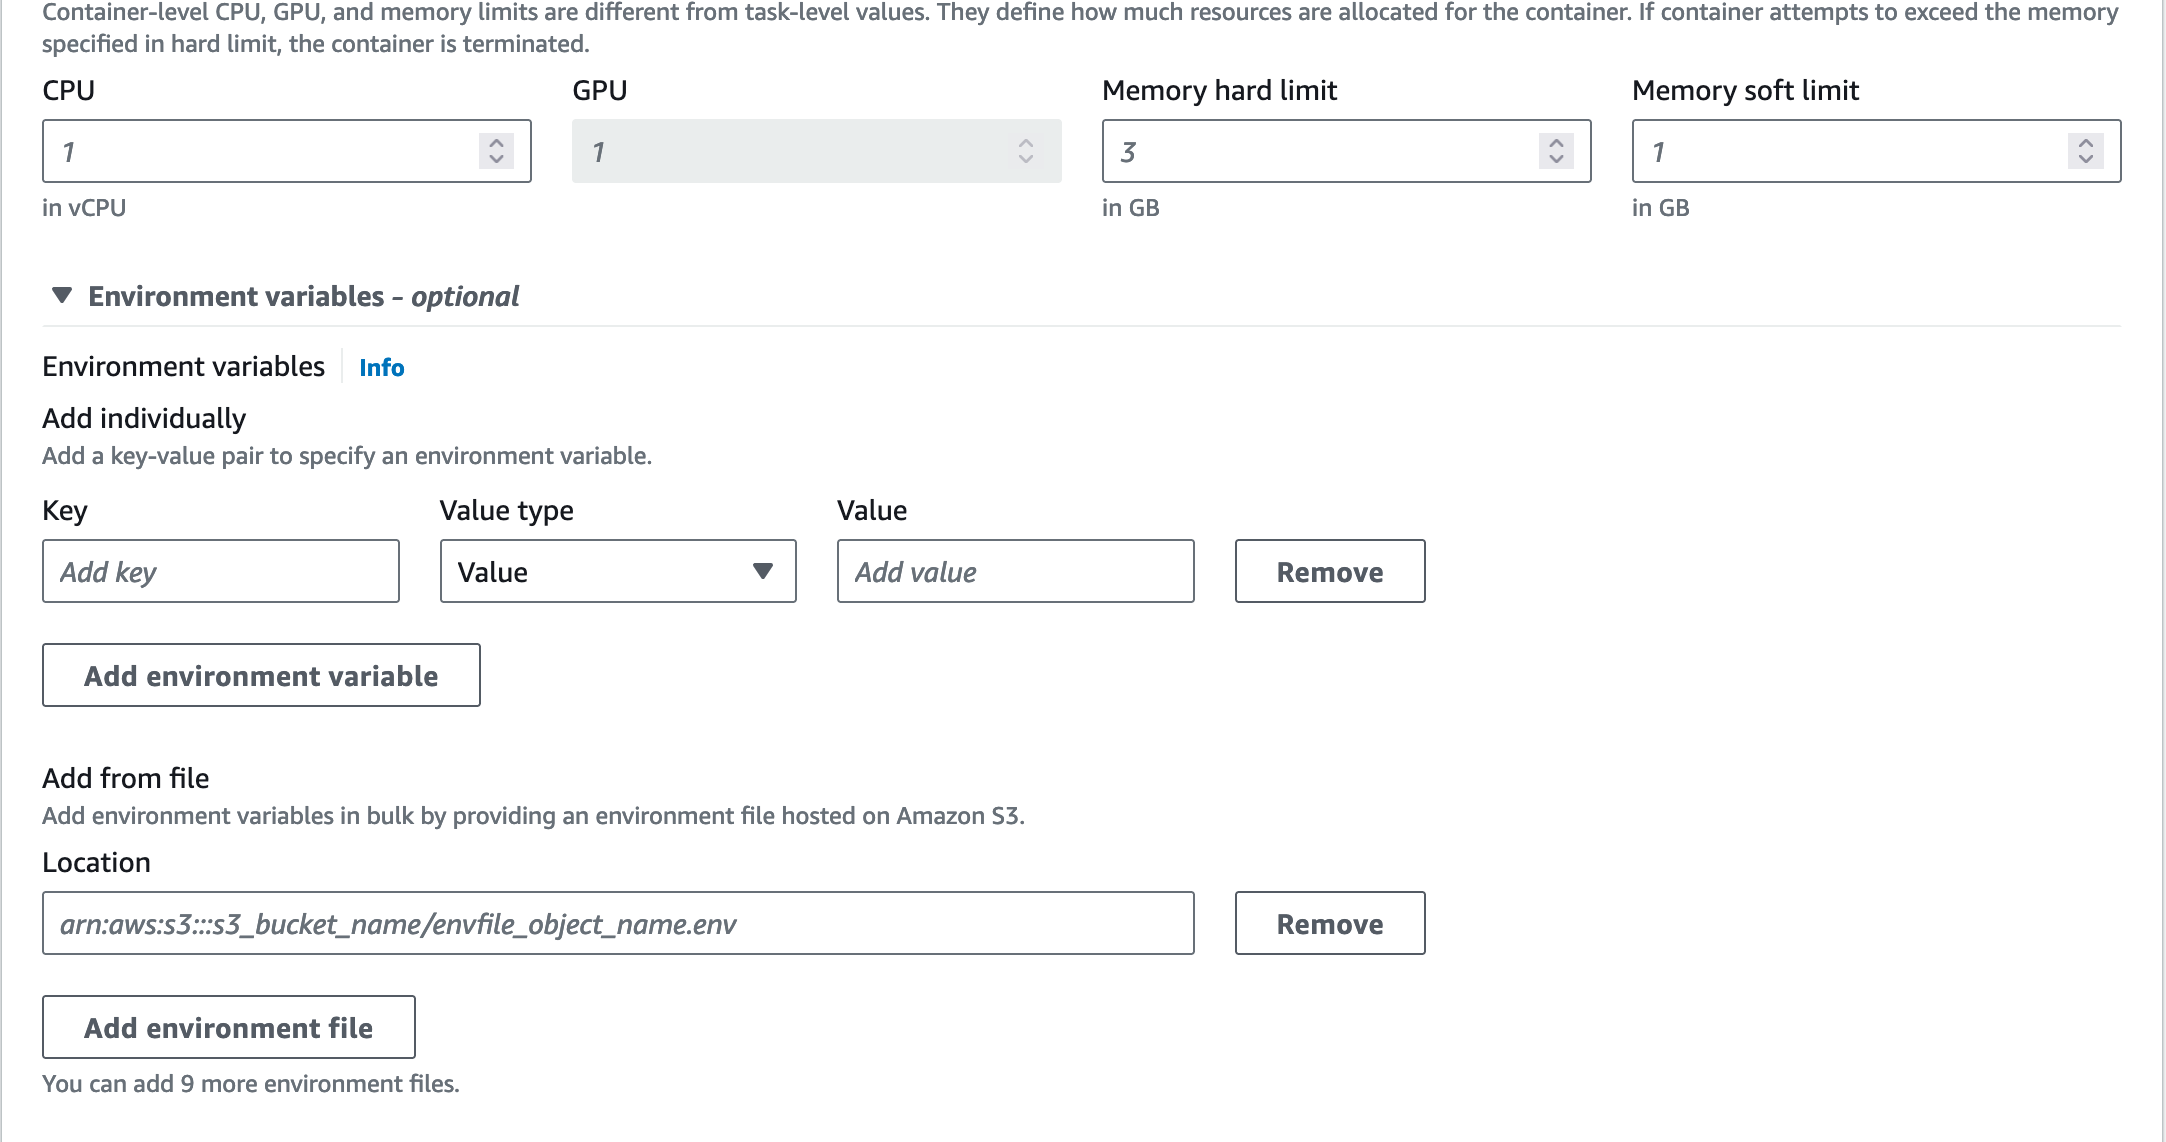 Container-level CPU, GPU, and memory limits are different from task-level values. They define how much resources are allocated for the container. If container attempts to exceed the memory
specified in hard limit, the container is terminated.
CPU GPU Memory hard limit Memory soft limit
1 1 3 1
in vCPU in GB in GB
Environment variables - optional
Environment variables Info
Add individually
Add a key-value pair to specify an environment variable.
Key Value type Value
Add key Value Add value Remove
Add environment variable
Add from file
Add environment variables in bulk by providing an environment file hosted on Amazon S3.
Location
arn:aws:s3:::s3_bucket_name/envfile_object_name.env Remove
Add environment file
You can add 9 more environment files.